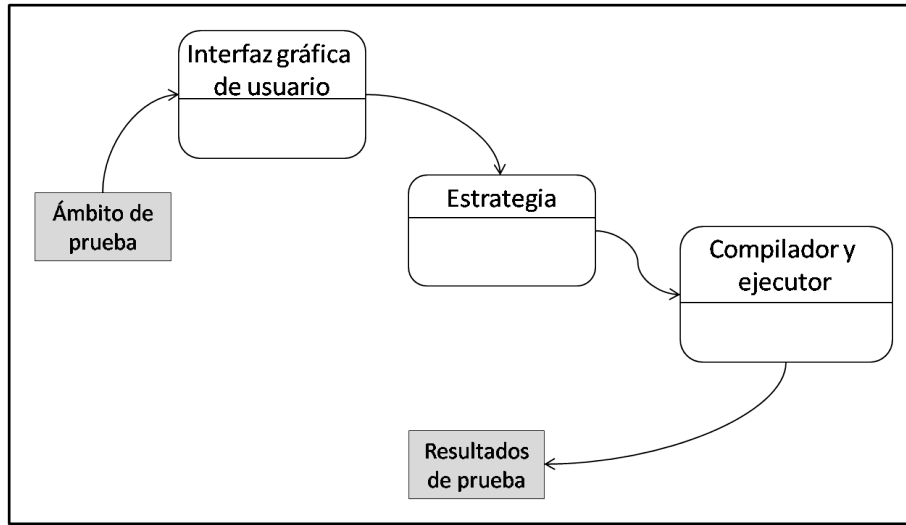 Interfaz gráfica
de usuario
Ámbito de
prueba
Estrategia
Compilador y
ejecutor
Resultados
de prueba